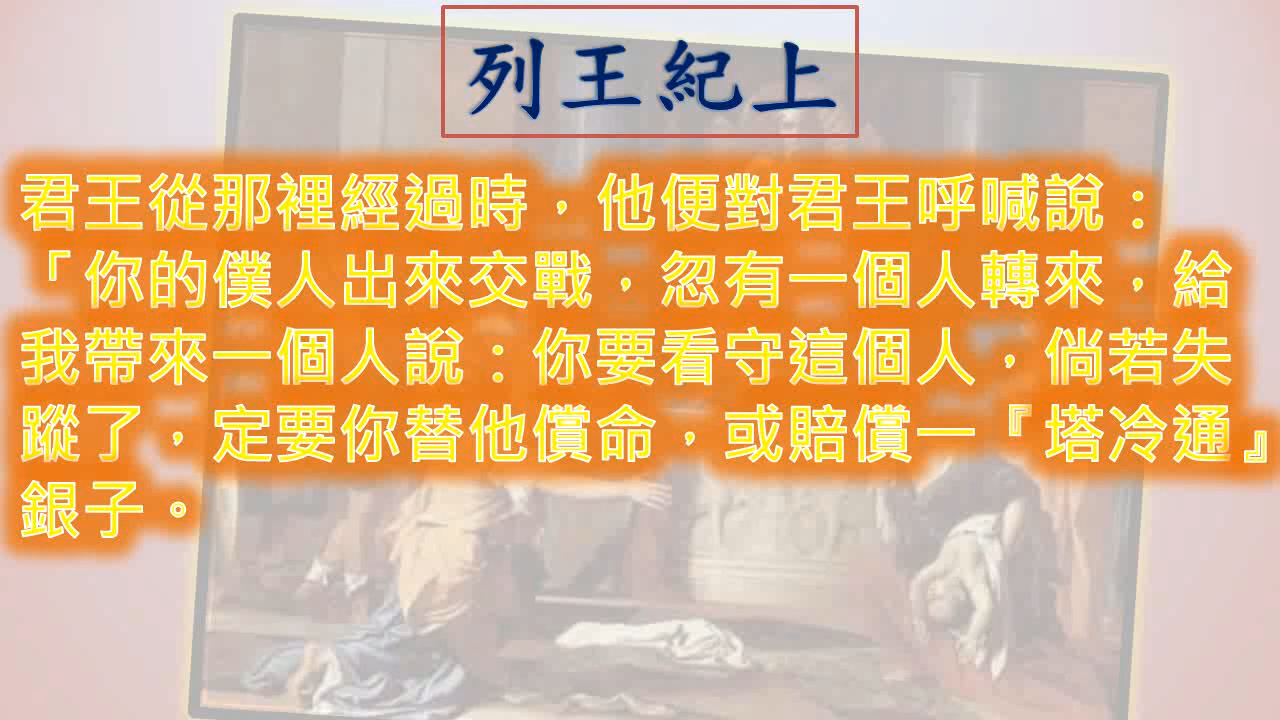 列王紀上
君王從那裡經過時，他便對君王呼喊說：
「你的僕人出來交戰，忽有一個人轉來，給
我帶來一個人說：你要看守這個人，倘若失
蹤了，定要你替他償命，或賠償一『塔冷通』
銀子。